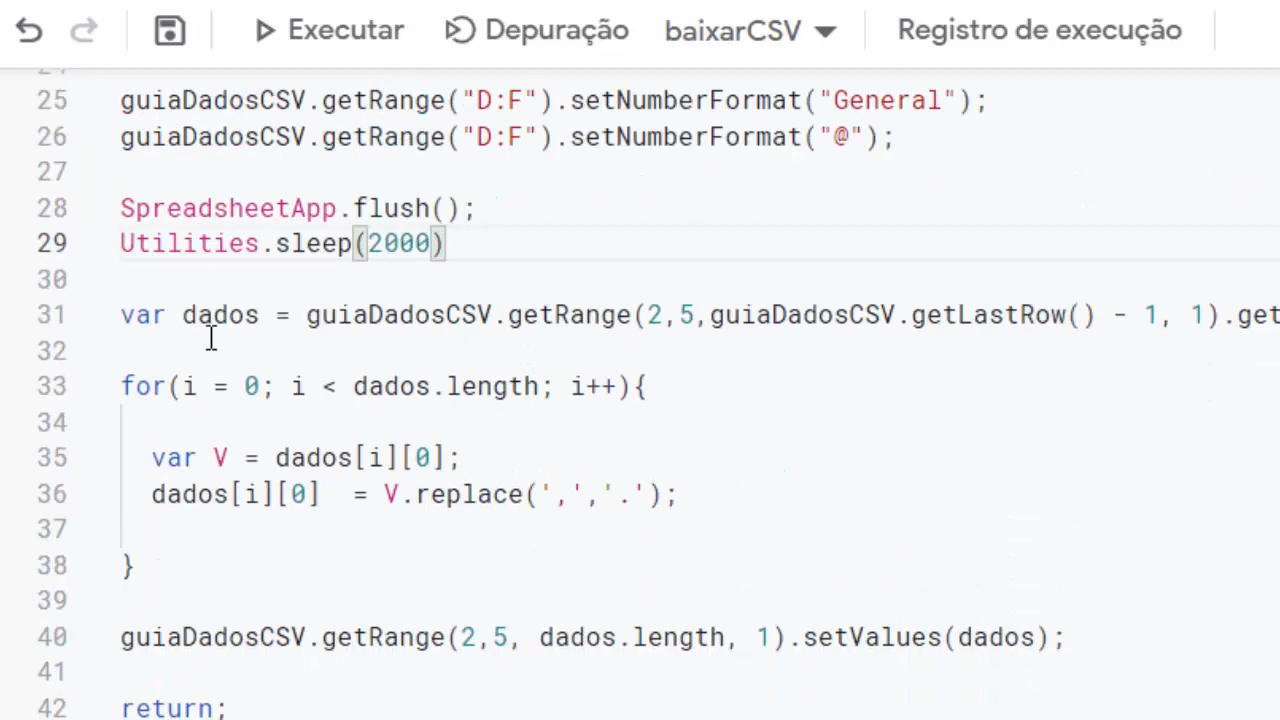 Executar Depuração baixarCSV Registro de execução
25 guiaDadosCSV.getRange("D:F").setNumberFormat("General");
26 guiaDadosCSV.getRange("D:F").setNumberFormat("@");
27
28 SpreadsheetApp.flush();
29 Utilities.sleep(2000)
30
31 var dados = guiaDadosCSV.getRange(2,5,guiaDadosCSV.getLastRow() - 1, 1).get
32
33 for(i = 0; i < dados.length; i++){
34
35 var V = dados[i][0];
36 dados[i][0]  = V.replace(',','.');
37
38 }
39
40 guiaDadosCSV.getRange(2,5, dados.length, 1).setValues(dados);
41
42 return;